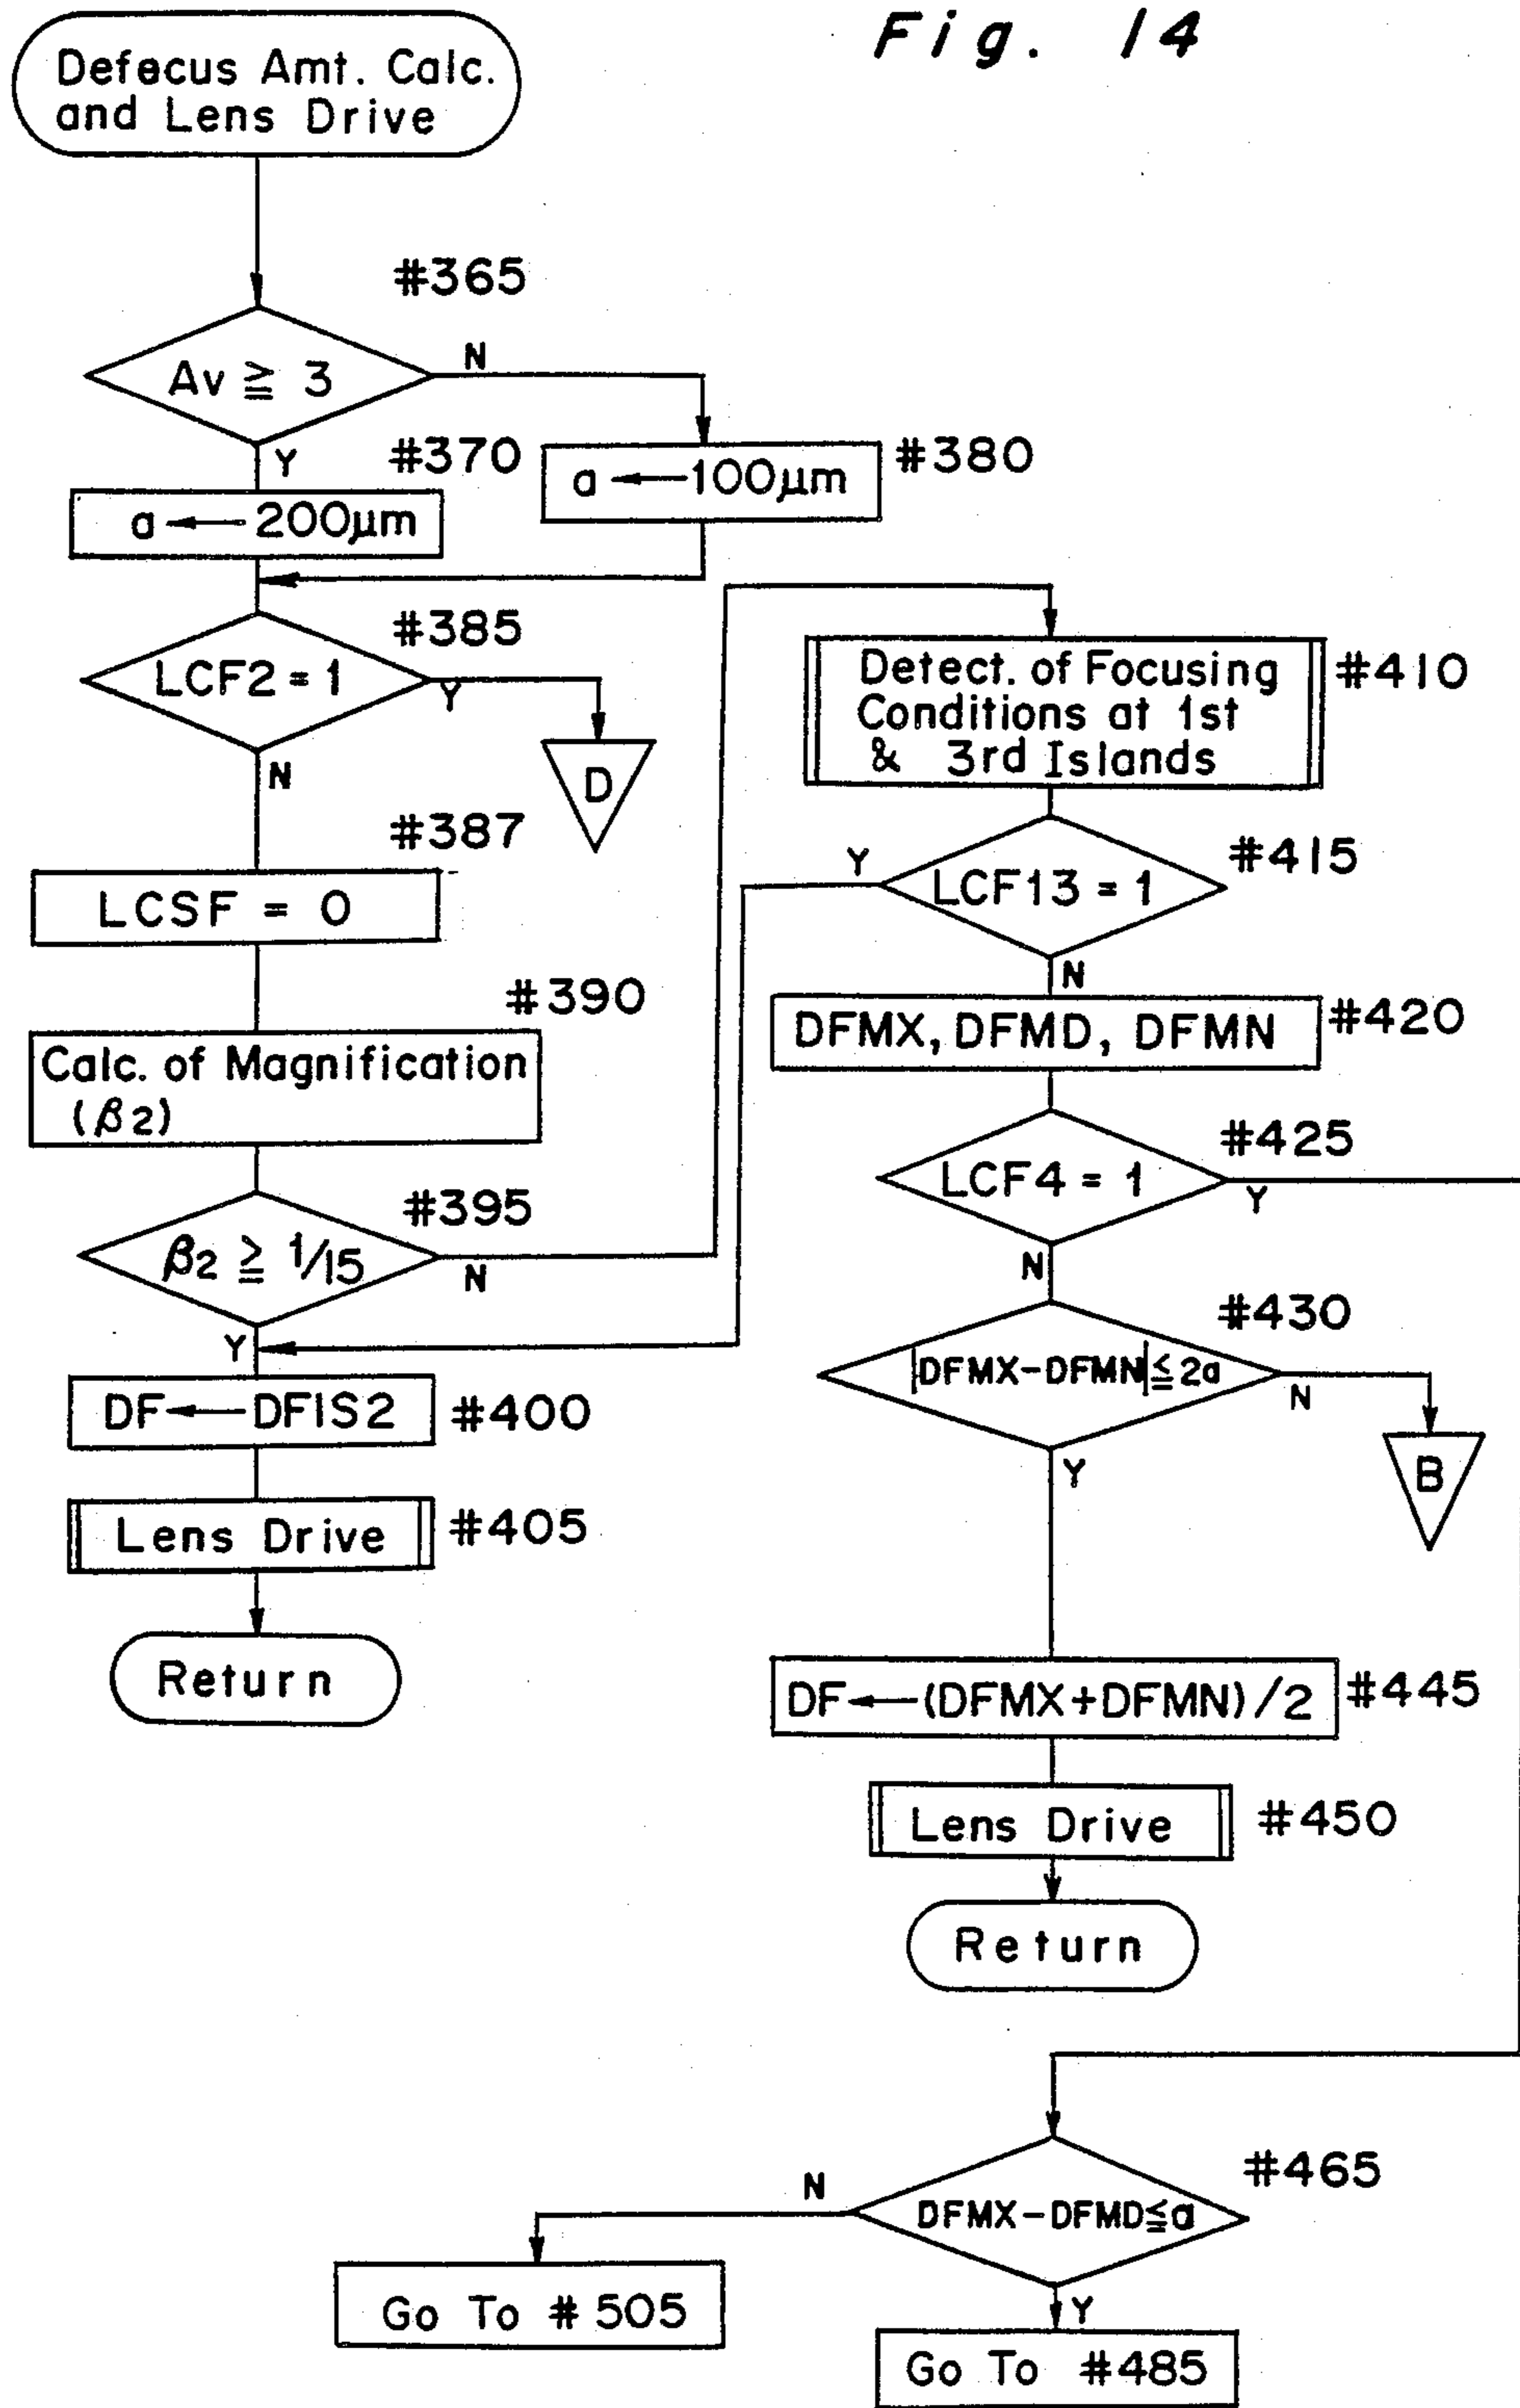 Fig. 14
Defocus Amt. Calc.
and Lens Drive
#365
Av ≧ 3
N
Y
#370
a ← 200μm
a ← 100μm
#380
#385
LCF2 = 1
Y
N
D
#387
LCSF = 0
#390
Calc. of Magnification
(β2)
#395
β2 ≧ 1/15
N
Y
DF ← DFIS2
#400
Lens Drive
#405
Return
Detect. of Focusing
Conditions at 1st
& 3rd Islands
#410
Y
LCF13 = 1
#415
N
DFMX, DFMD, DFMN
#420
#425
LCF4 = 1
Y
N
#430
|DFMX-DFMN| ≦ 2a
N
Y
B
DF ← (DFMX+DFMN)/2
#445
Lens Drive
#450
Return
#465
N
DFMX-DFMD ≦ a
Y
Go To #505
Go To #485